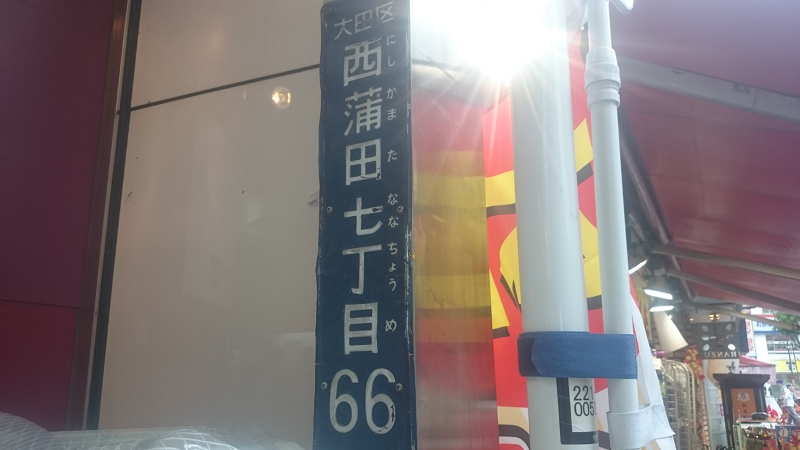 大田区
西蒲田七丁目
にし かま た ななちょう め
66
221
005
RANZU